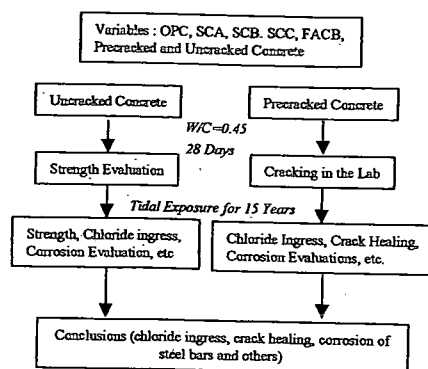 Variables : OPC, SCA, SCB. SCC, FACB,
Precracked and Uncracked Concrete
Uncracked Concrete
Precracked Concrete
W/C=0.45
28 Days
Strength Evaluation
Cracking in the Lab
Tidal Exposure for 15 Years
Strength, Chloride ingress,
Corrosion Evaluation, etc
Chloride Ingress, Crack Healing,
Corrosion Evaluations, etc.
Conclusions (chloride ingress, crack healing, corrosion of
steel bars and others)